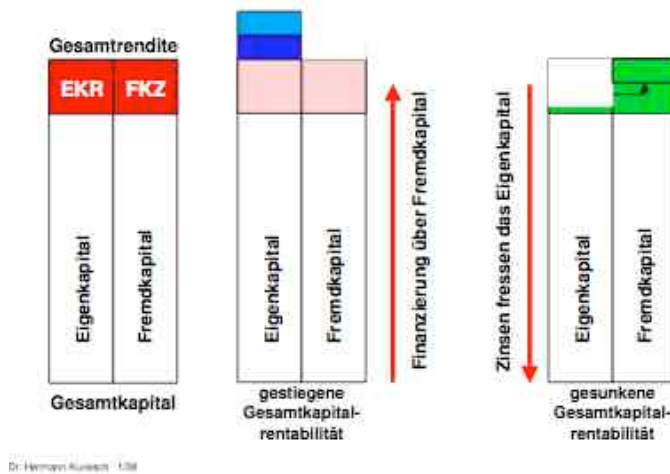 Gesamtrendite
EKR FKZ
Eigenkapital
Fremdkapital
Gesamtkapital
Eigenkapital
Fremdkapital
gestiegene
Gesamtkapital-
rentabilität
Finanzierung über Fremdkapital
Zinsen fressen das Eigenkapital
Eigenkapital
Fremdkapital
gesunkene
Gesamtkapital-
rentabilität
Dr. Hermann